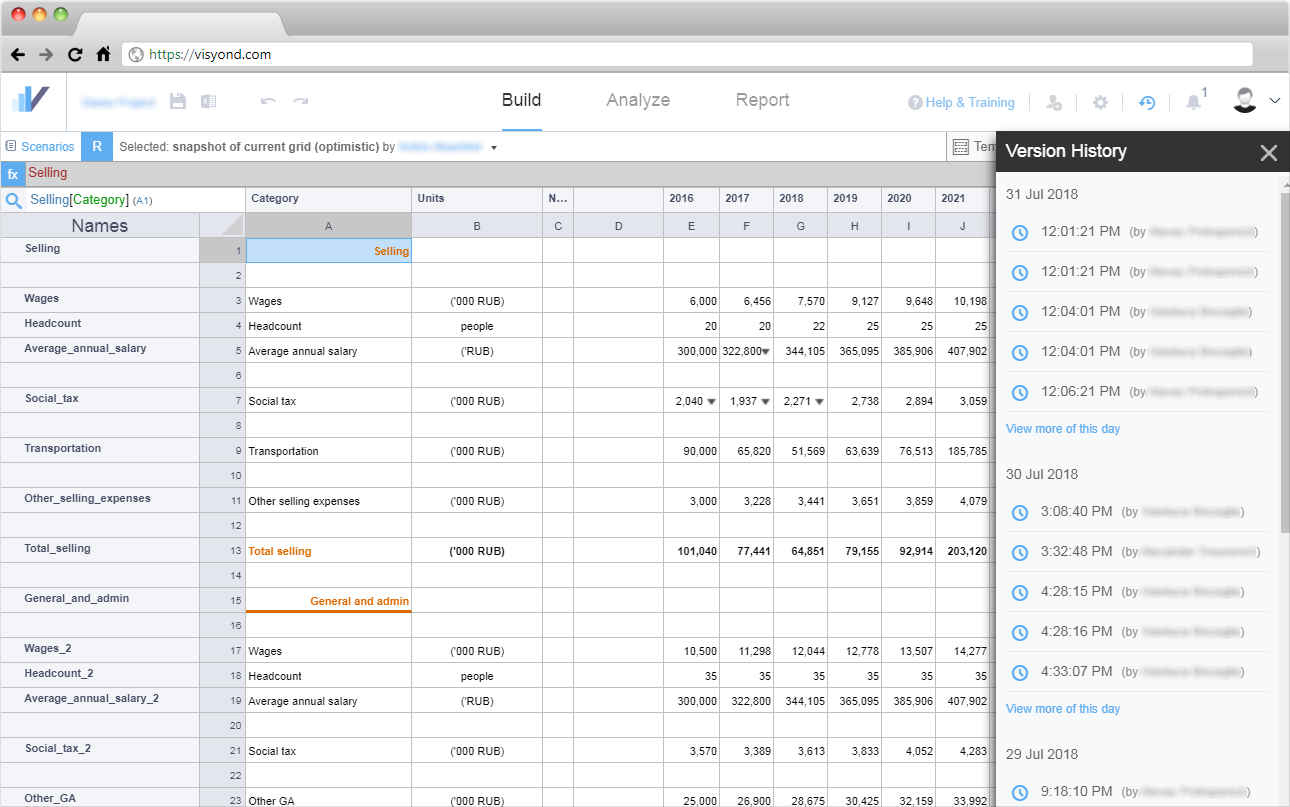 https://visyond.com
Build Analyze Report Help & Training 1
Scenarios R Selected: snapshot of current grid (optimistic) by
fx Selling
Selling[Category] (A1) Category Units N... 2016 2017 2018 2019 2020 2021
Names A B C D E F G H I J
Selling 1 Selling
2
Wages 3 Wages ('000 RUB) 6,000 6,456 7,570 9,127 9,648 10,198
Headcount 4 Headcount people 20 20 22 25 25 25
Average_annual_salary 5 Average annual salary ('RUB) 300,000 322,800 344,105 365,095 385,906 407,902
6
Social_tax 7 Social tax ('000 RUB) 2,040 1,937 2,271 2,738 2,894 3,059
8
Transportation 9 Transportation ('000 RUB) 90,000 65,820 51,569 63,639 76,513 185,785
10
Other_selling_expenses 11 Other selling expenses ('000 RUB) 3,000 3,228 3,441 3,651 3,859 4,079
12
Total_selling 13 Total selling ('000 RUB) 101,040 77,441 64,851 79,155 92,914 203,120
14
General_and_admin 15 General and admin
16
Wages_2 17 Wages ('000 RUB) 10,500 11,298 12,044 12,778 13,507 14,277
Headcount_2 18 Headcount people 35 35 35 35 35 35
Average_annual_salary_2 19 Average annual salary ('RUB) 300,000 322,800 344,105 365,095 385,906 407,902
20
Social_tax_2 21 Social tax ('000 RUB) 3,570 3,389 3,613 3,833 4,052 4,283
22
Other_GA 23 Other GA ('000 RUB) 25,000 26,900 28,675 30,425 32,159 33,992
Version History
31 Jul 2018
12:01:21 PM (by )
12:01:21 PM (by )
12:04:01 PM (by )
12:04:01 PM (by )
12:06:21 PM (by )
View more of this day
30 Jul 2018
3:08:40 PM (by )
3:32:48 PM (by )
4:28:15 PM (by )
4:28:16 PM (by )
4:33:07 PM (by )
View more of this day
29 Jul 2018
9:18:10 PM (by )